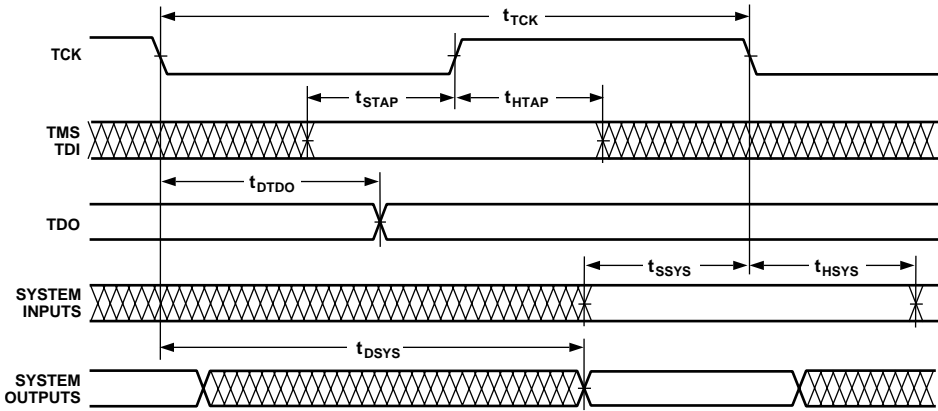 tTCK
TCK
tSTAP
tHTAP
TMS
TDI
tDTDO
TDO
tSSYS
tHSYS
SYSTEM
INPUTS
tDSYS
SYSTEM
OUTPUTS